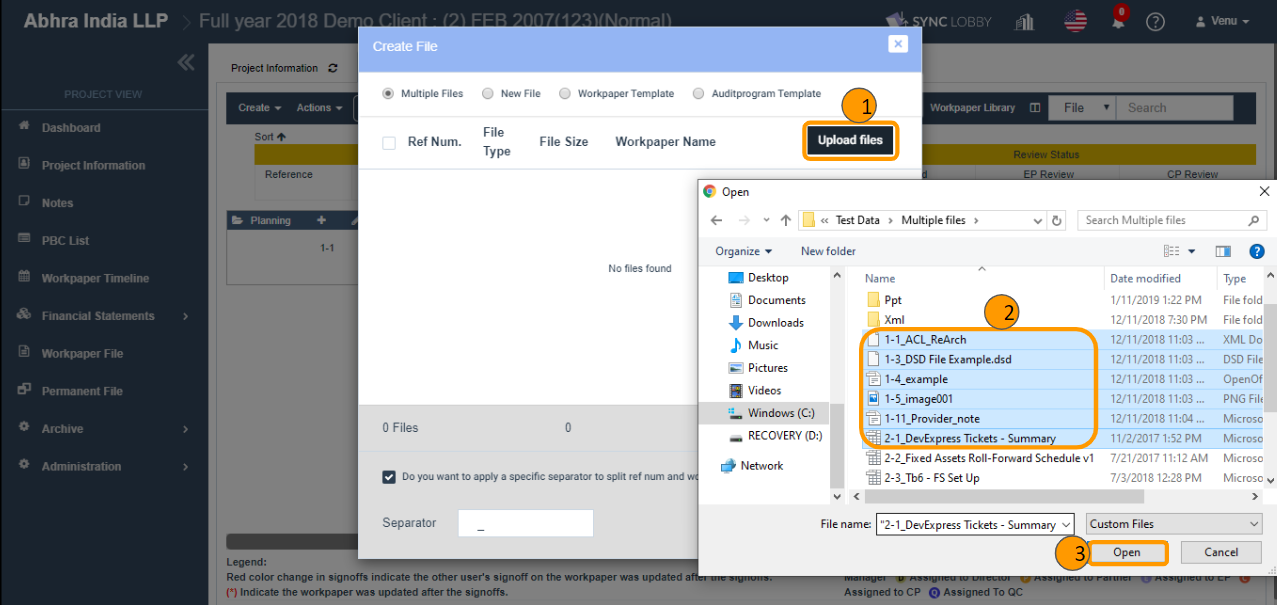 Abhra India LLP > Full year 2018 Demo Client : (2) FEB 2007(123)(Normal)
SYNC LOBBY
0
Venu
PROJECT VIEW
Dashboard
Project Information
Notes
PBC List
Workpaper Timeline
Financial Statements
Workpaper File
Permanent File
Archive
Administration
Project Information
Create Actions
Workpaper Library File Search
Sort
Review Status
Reference
EP Review CP Review
Planning
1-1
Create File
Multiple Files New File Workpaper Template Auditprogram Template
1
Ref Num. File Type File Size Workpaper Name Upload files
No files found
0 Files 0
Do you want to apply a specific separator to split ref num and
Separator _
Open
« Test Data > Multiple files >
Search Multiple files
Organize New folder
Desktop
Documents
Downloads
Music
Pictures
Videos
Windows (C:)
RECOVERY (D:)
Network
Name Date modified Type
2
Ppt 1/11/2019 1:22 PM File fold
Xml 12/11/2018 7:30 PM File fold
1-1_ACL_ReArch 12/11/2018 11:03 ... XML Do
1-3_DSD File Example.dsd 12/11/2018 11:03 ... DSD File
1-4_example 12/11/2018 11:03 ... OpenOf
1-5_image001 12/11/2018 11:03 ... PNG File
1-11_Provider_note 12/11/2018 11:04 ... Microso
2-1_DevExpress Tickets - Summary 11/2/2017 1:52 PM Microso
2-2_Fixed Assets Roll-Forward Schedule v1 7/21/2017 11:12 AM Microso
2-3_Tb6 - FS Set Up 7/3/2018 12:28 PM Microso
File name: "2-1_DevExpress Tickets - Summary Custom Files
3
Open Cancel
Legend:
Red color change in signoffs indicate the other user's signoff on the workpaper was updated after the signoffs.
Manager D Assigned to Director Assigned to Partner Assigned to EP
(*) Indicate the workpaper was updated after the signoffs.
Assigned to CP Q Assigned To QC